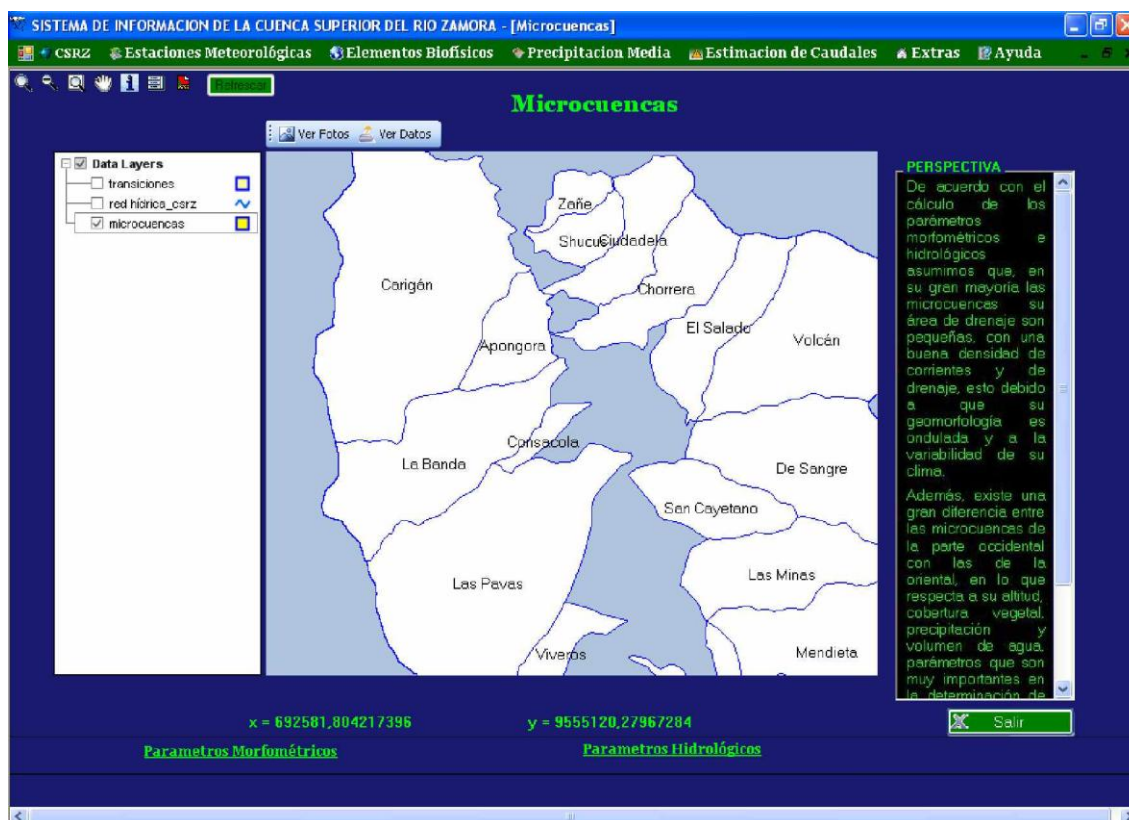 SISTEMA DE INFORMACION DE LA CUENCA SUPERIOR DEL RIO ZAMORA - [Microcuencas]
CSRZ Estaciones Meteorológicas Elementos Biofísicos Precipitacion Media Estimacion de Caudales Extras Ayuda
Refrescar
Microcuencas
Ver Fotos Ver Datos
Data Layers
transiciones
red hídrica_csrz
microcuencas
Zañe
Ciudadela
Carigán
Chorrera
El Salado
Volcán
Apongora
Consacola
La Banda
De Sangre
San Cayetano
Las Minas
Las Pavas
Viveros
Mendieta
PERSPECTIVA
De acuerdo con el
cálculo de los
parámetros
morfométricos e
hidrológicos
asumimos que, en
su gran mayoría las
microcuencas su
área de drenaje son
pequeñas, con una
buena densidad de
corrientes y de
drenaje, esto debido
a que su
geomorfología es
ondulada y a la
variabilidad de su
clima.
Además, existe una
gran diferencia entre
las microcuencas de
la parte occidental
con las de la
oriental, en lo que
respecta a su altitud,
cobertura vegetal,
precipitación y
volumen de agua,
parámetros que son
muy importantes en
la determinación de
x = 692581,804217396 y = 9555120,27967284
Salir
Parametros Morfométricos Parametros Hidrológicos